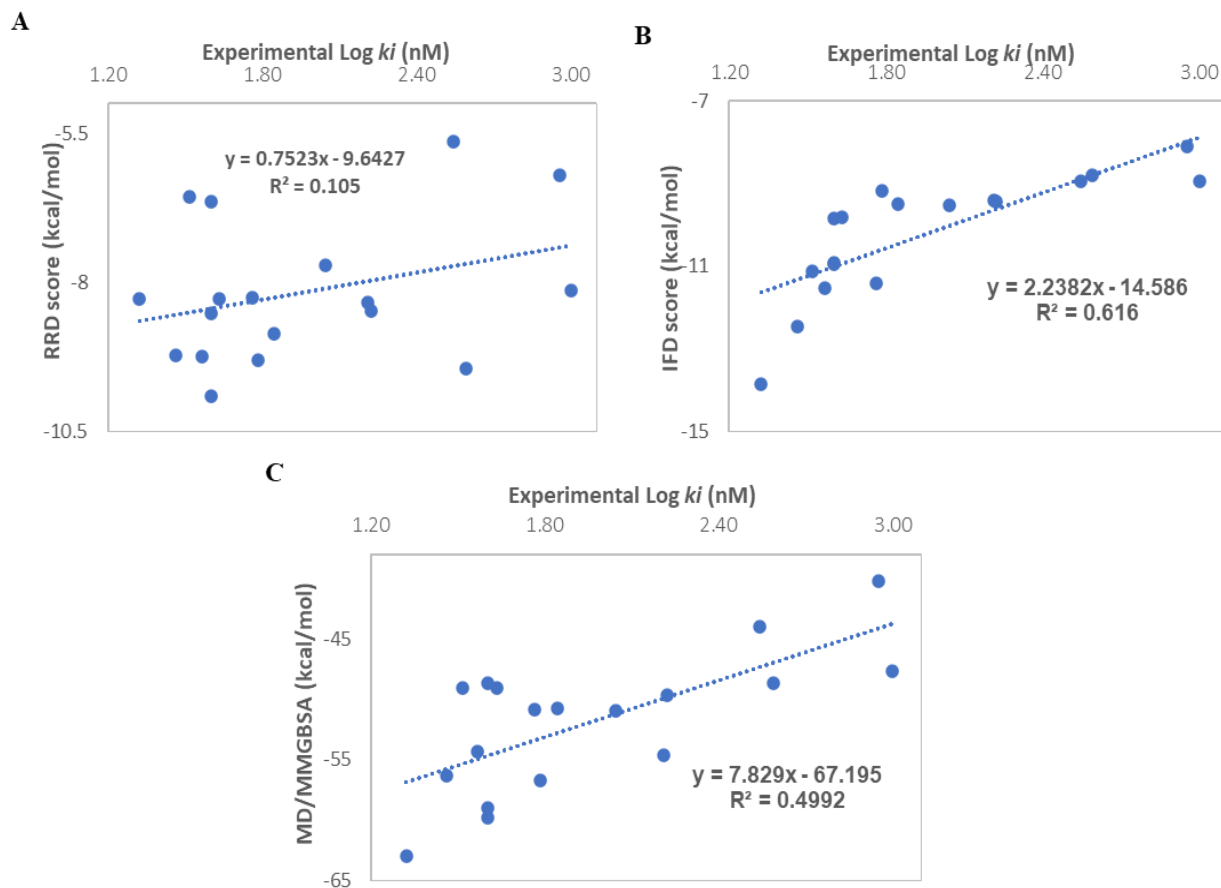 A
Experimental Log ki (nM)
1.20 1.80 2.40 3.00
-5.5
-8
-10.5
RRD score (kcal/mol)
y = 0.7523x - 9.6427
R² = 0.105
B
Experimental Log ki (nM)
1.20 1.80 2.40 3.00
-7
-11
-15
IFD score (kcal/mol)
y = 2.2382x - 14.586
R² = 0.616
C
Experimental Log ki (nM)
1.20 1.80 2.40 3.00
-45
-55
-65
MD/MMGBSA (kcal/mol)
y = 7.829x - 67.195
R² = 0.4992